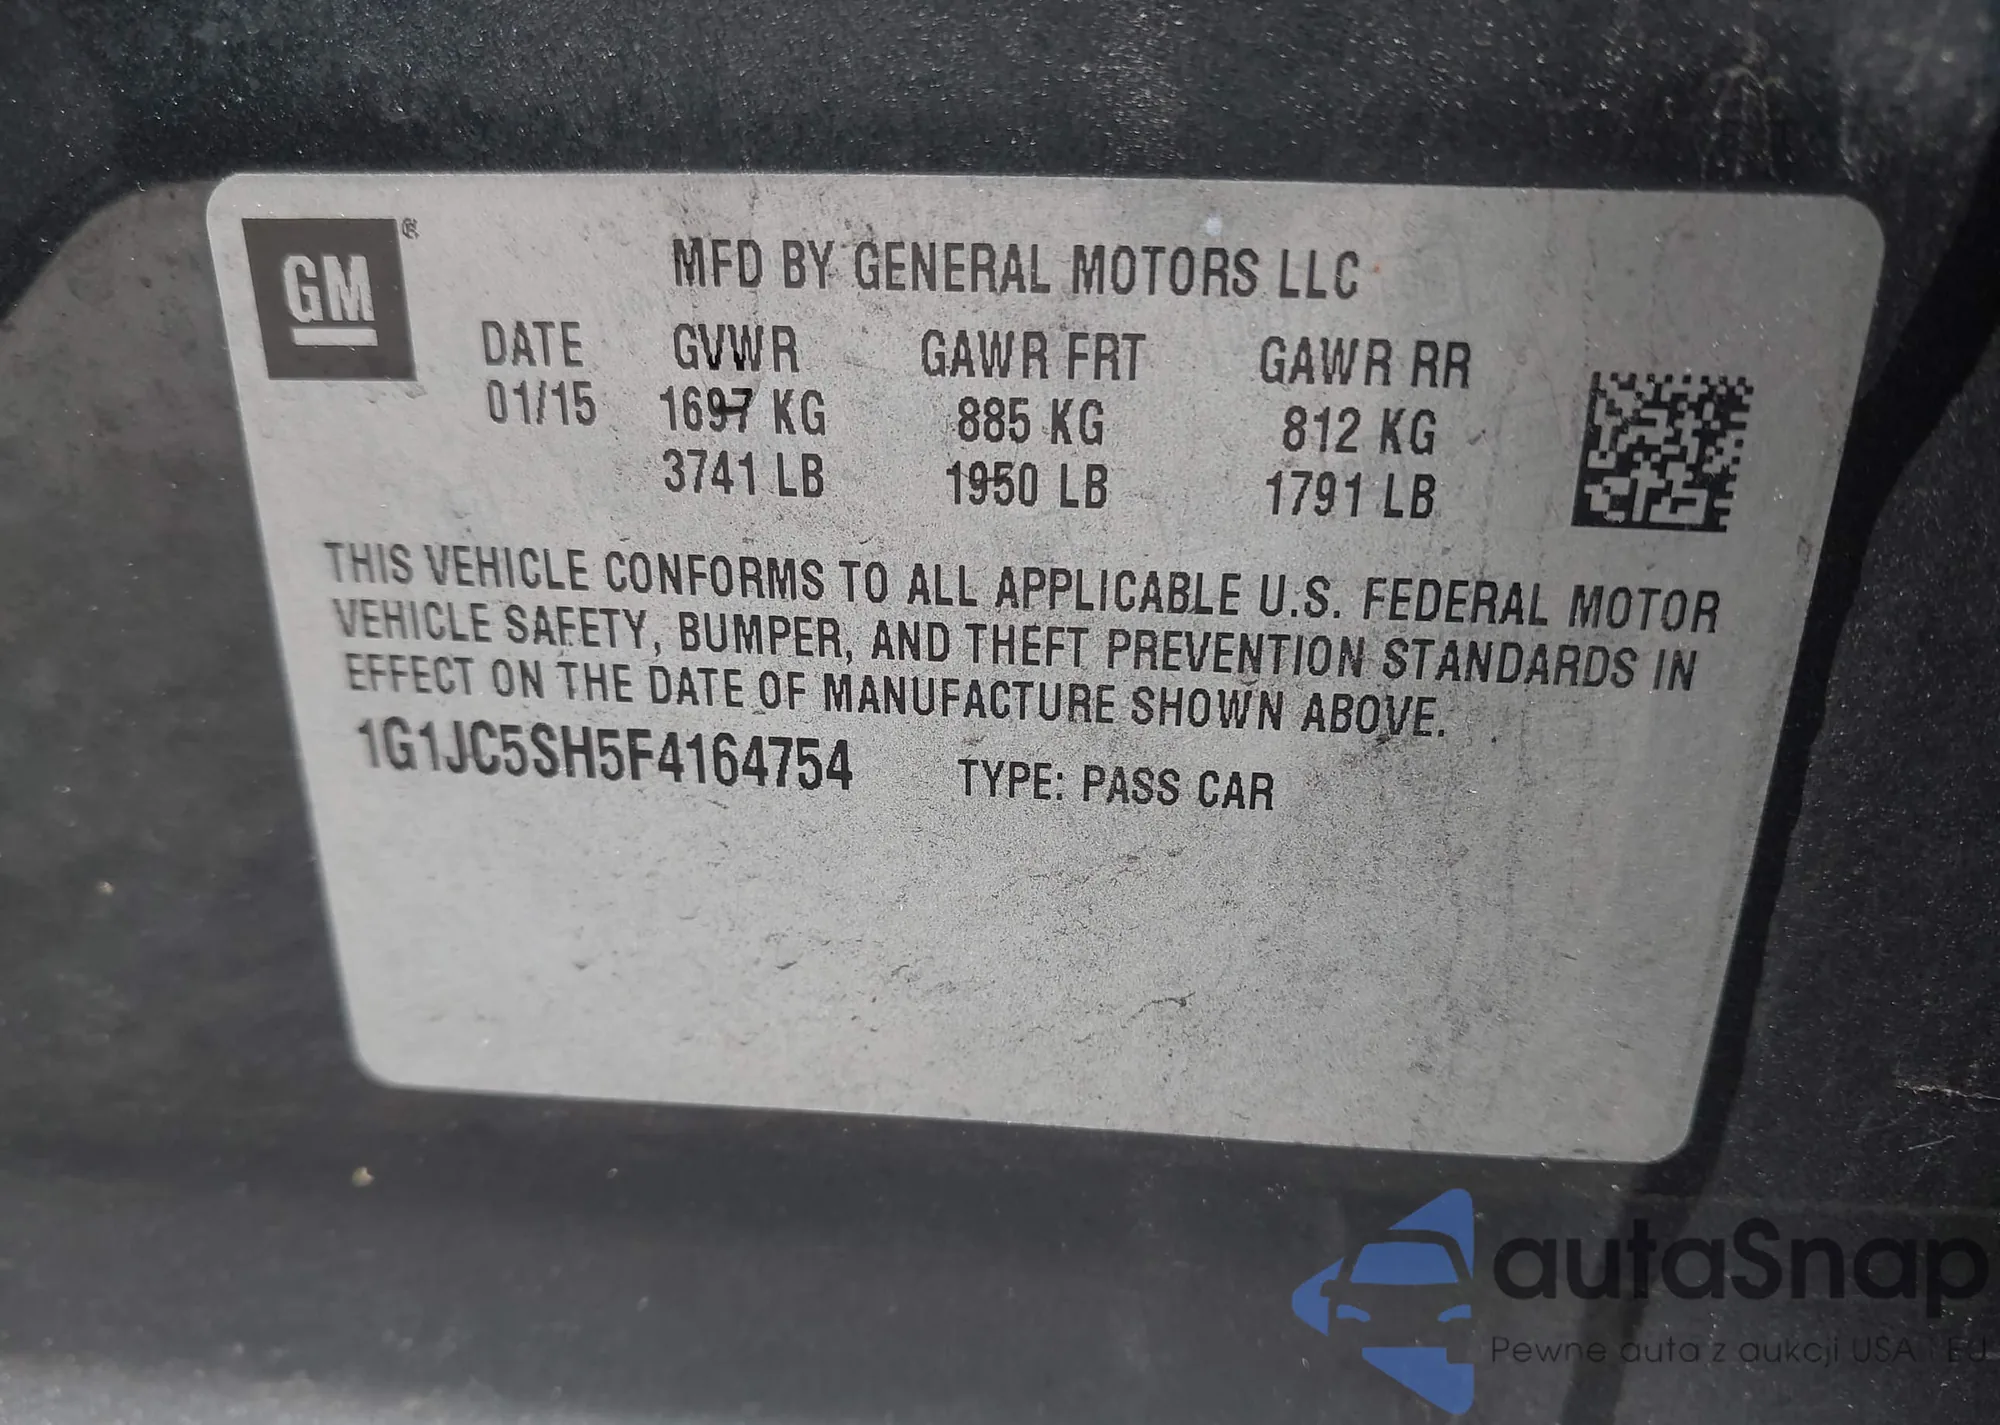 GM ®
MFD BY GENERAL MOTORS LLC
DATE GVWR GAWR FRT GAWR RR
01/15 1697 KG 885 KG 812 KG
3741 LB 1950 LB 1791 LB
THIS VEHICLE CONFORMS TO ALL APPLICABLE U.S. FEDERAL MOTOR
VEHICLE SAFETY, BUMPER, AND THEFT PREVENTION STANDARDS IN
EFFECT ON THE DATE OF MANUFACTURE SHOWN ABOVE.
1G1JC5SH5F4164754 TYPE: PASS CAR
autaSnap
Pewne auta z aukcji USA i EU